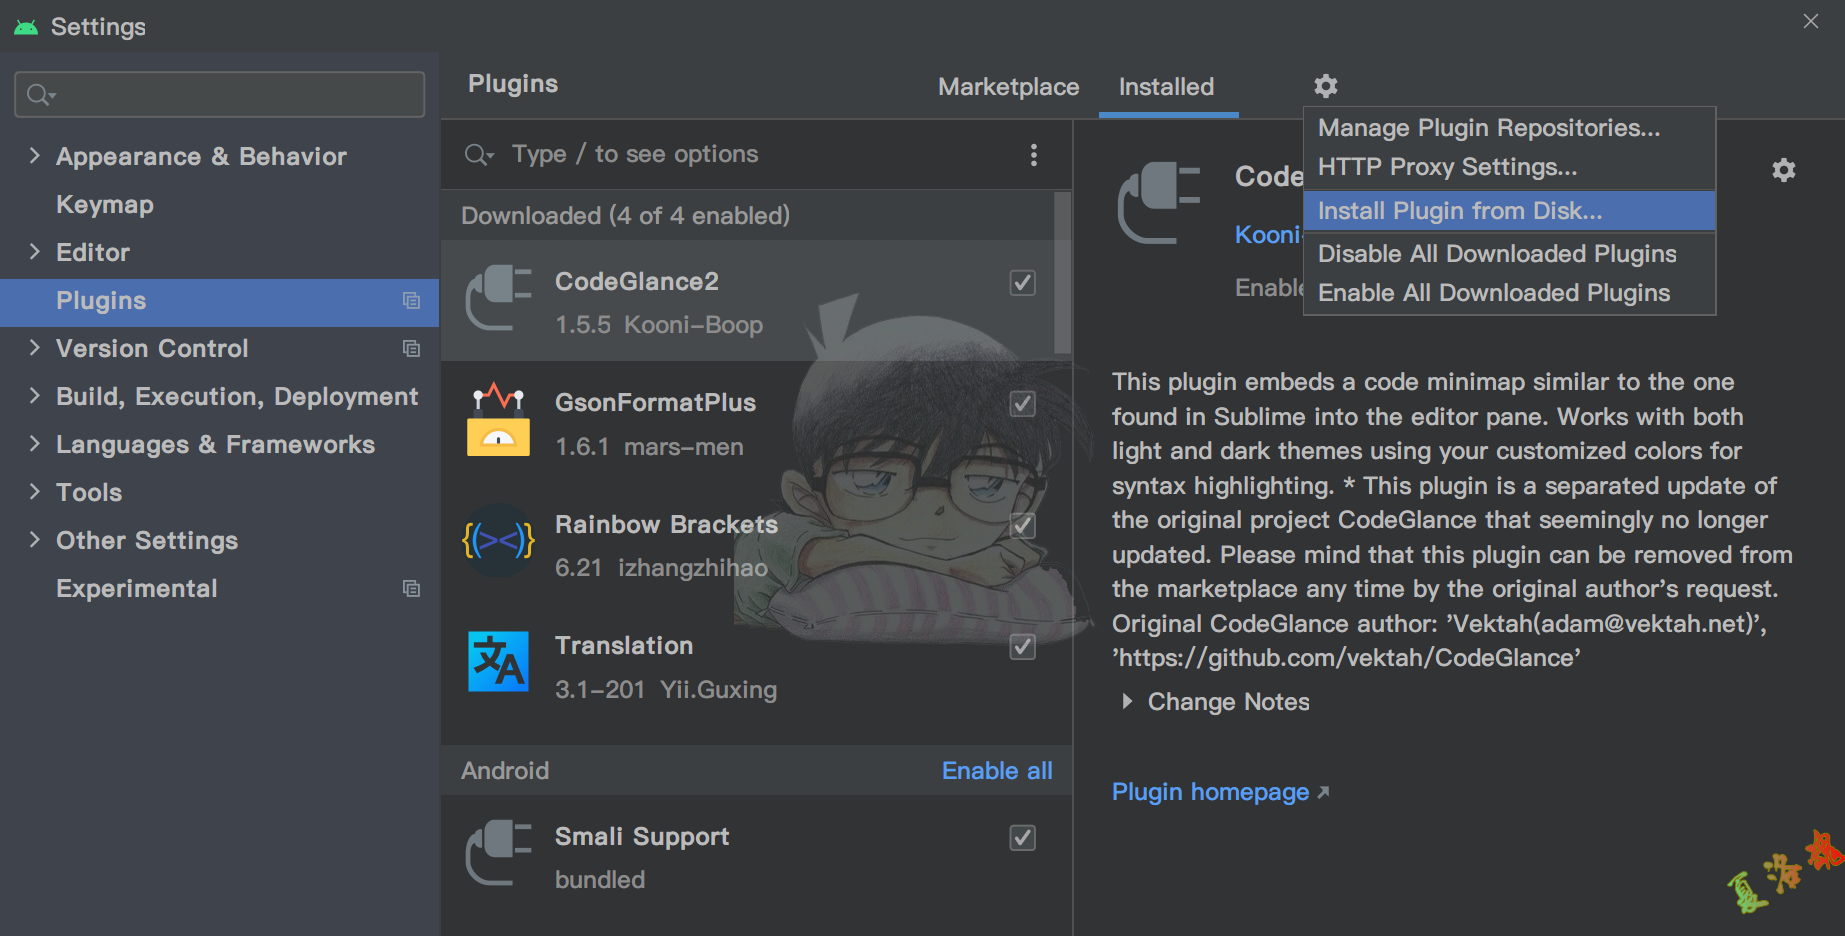 Settings
Appearance & Behavior
Keymap
Editor
Plugins
Version Control
Build, Execution, Deployment
Languages & Frameworks
Tools
Other Settings
Experimental
Plugins
Marketplace
Installed
Type / to see options
Downloaded (4 of 4 enabled)
CodeGlance2
1.5.5 Kooni-Boop
GsonFormatPlus
1.6.1 mars-men
Rainbow Brackets
6.21 izhangzhihao
Translation
3.1-201 Yii.Guxing
Android
Enable all
Smali Support
bundled
Manage Plugin Repositories...
HTTP Proxy Settings...
Install Plugin from Disk...
Disable All Downloaded Plugins
Enable All Downloaded Plugins
Code
Kooni-
Enable
This plugin embeds a code minimap similar to the one
found in Sublime into the editor pane. Works with both
light and dark themes using your customized colors for
syntax highlighting. * This plugin is a separated update of
the original project CodeGlance that seemingly no longer
updated. Please mind that this plugin can be removed from
the marketplace any time by the original author's request.
Original CodeGlance author: 'Vektah(adam@vektah.net)',
'https://github.com/vektah/CodeGlance'
Change Notes
Plugin homepage